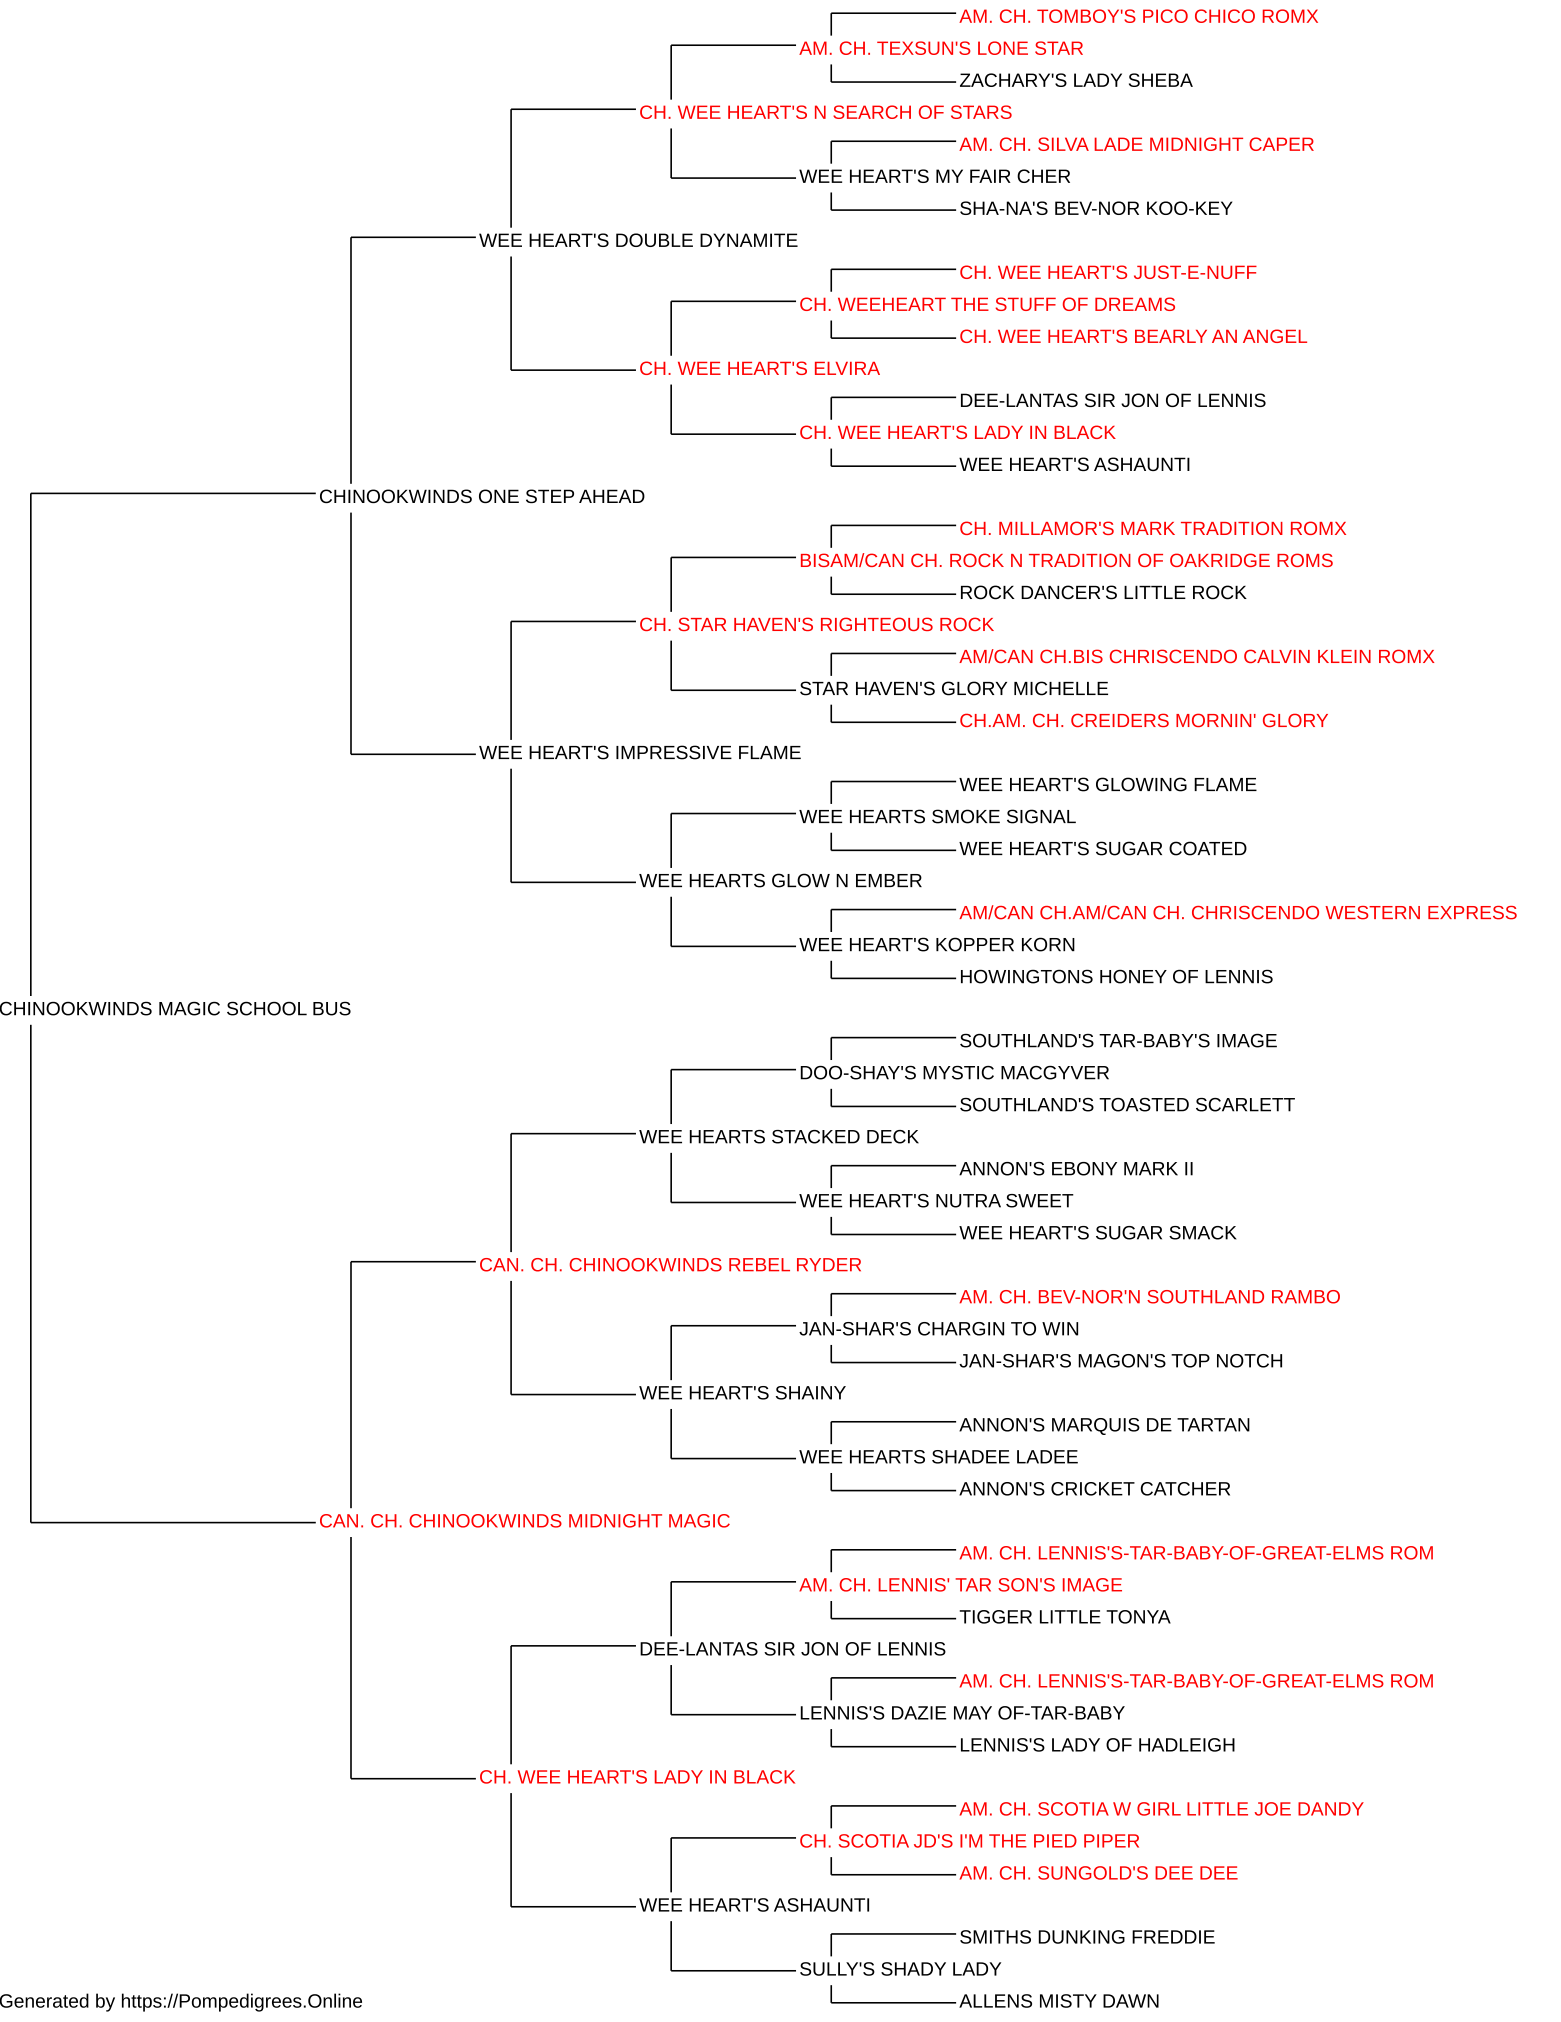 AM. CH. TOMBOY'S PICO CHICO ROMX
AM. CH. TEXSUN'S LONE STAR
ZACHARY'S LADY SHEBA
CH. WEE HEART'S N SEARCH OF STARS
AM. CH. SILVA LADE MIDNIGHT CAPER
WEE HEART'S MY FAIR CHER
SHA-NA'S BEV-NOR KOO-KEY
WEE HEART'S DOUBLE DYNAMITE
CH. WEE HEART'S JUST-E-NUFF
CH. WEEHEART THE STUFF OF DREAMS
CH. WEE HEART'S BEARLY AN ANGEL
CH. WEE HEART'S ELVIRA
DEE-LANTAS SIR JON OF LENNIS
CH. WEE HEART'S LADY IN BLACK
WEE HEART'S ASHAUNTI
CHINOOKWINDS ONE STEP AHEAD
CH. MILLAMOR'S MARK TRADITION ROMX
BISAM/CAN CH. ROCK N TRADITION OF OAKRIDGE ROMS
ROCK DANCER'S LITTLE ROCK
CH. STAR HAVEN'S RIGHTEOUS ROCK
AM/CAN CH.BIS CHRISCENDO CALVIN KLEIN ROMX
STAR HAVEN'S GLORY MICHELLE
CH.AM. CH. CREIDERS MORNIN' GLORY
WEE HEART'S IMPRESSIVE FLAME
WEE HEART'S GLOWING FLAME
WEE HEARTS SMOKE SIGNAL
WEE HEART'S SUGAR COATED
WEE HEARTS GLOW N EMBER
AM/CAN CH.AM/CAN CH. CHRISCENDO WESTERN EXPRESS
WEE HEART'S KOPPER KORN
HOWINGTONS HONEY OF LENNIS
CHINOOKWINDS MAGIC SCHOOL BUS
SOUTHLAND'S TAR-BABY'S IMAGE
DOO-SHAY'S MYSTIC MACGYVER
SOUTHLAND'S TOASTED SCARLETT
WEE HEARTS STACKED DECK
ANNON'S EBONY MARK II
WEE HEART'S NUTRA SWEET
WEE HEART'S SUGAR SMACK
CAN. CH. CHINOOKWINDS REBEL RYDER
AM. CH. BEV-NOR'N SOUTHLAND RAMBO
JAN-SHAR'S CHARGIN TO WIN
JAN-SHAR'S MAGON'S TOP NOTCH
WEE HEART'S SHAINY
ANNON'S MARQUIS DE TARTAN
WEE HEARTS SHADEE LADEE
ANNON'S CRICKET CATCHER
CAN. CH. CHINOOKWINDS MIDNIGHT MAGIC
AM. CH. LENNIS'S-TAR-BABY-OF-GREAT-ELMS ROM
AM. CH. LENNIS' TAR SON'S IMAGE
TIGGER LITTLE TONYA
DEE-LANTAS SIR JON OF LENNIS
AM. CH. LENNIS'S-TAR-BABY-OF-GREAT-ELMS ROM
LENNIS'S DAZIE MAY OF-TAR-BABY
LENNIS'S LADY OF HADLEIGH
CH. WEE HEART'S LADY IN BLACK
AM. CH. SCOTIA W GIRL LITTLE JOE DANDY
CH. SCOTIA JD'S I'M THE PIED PIPER
AM. CH. SUNGOLD'S DEE DEE
WEE HEART'S ASHAUNTI
SMITHS DUNKING FREDDIE
SULLY'S SHADY LADY
ALLENS MISTY DAWN
Generated by https://Pompedigrees.Online